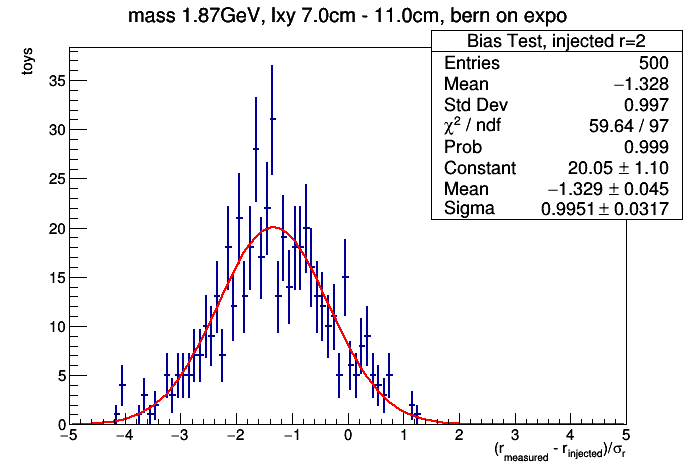 mass 1.87GeV, lxy 7.0cm - 11.0cm, bern on expo
toys
Bias Test, injected r=2
Entries 500
Mean −1.328
Std Dev 0.997
χ² / ndf 59.64 / 97
Prob 0.999
Constant 20.05 ± 1.10
Mean −1.329 ± 0.045
Sigma 0.9951 ± 0.0317
35
30
25
20
15
10
5
0
−5 −4 −3 −2 −1 0 1 2 3 4 5
(r_measured - r_injected)/σ_r